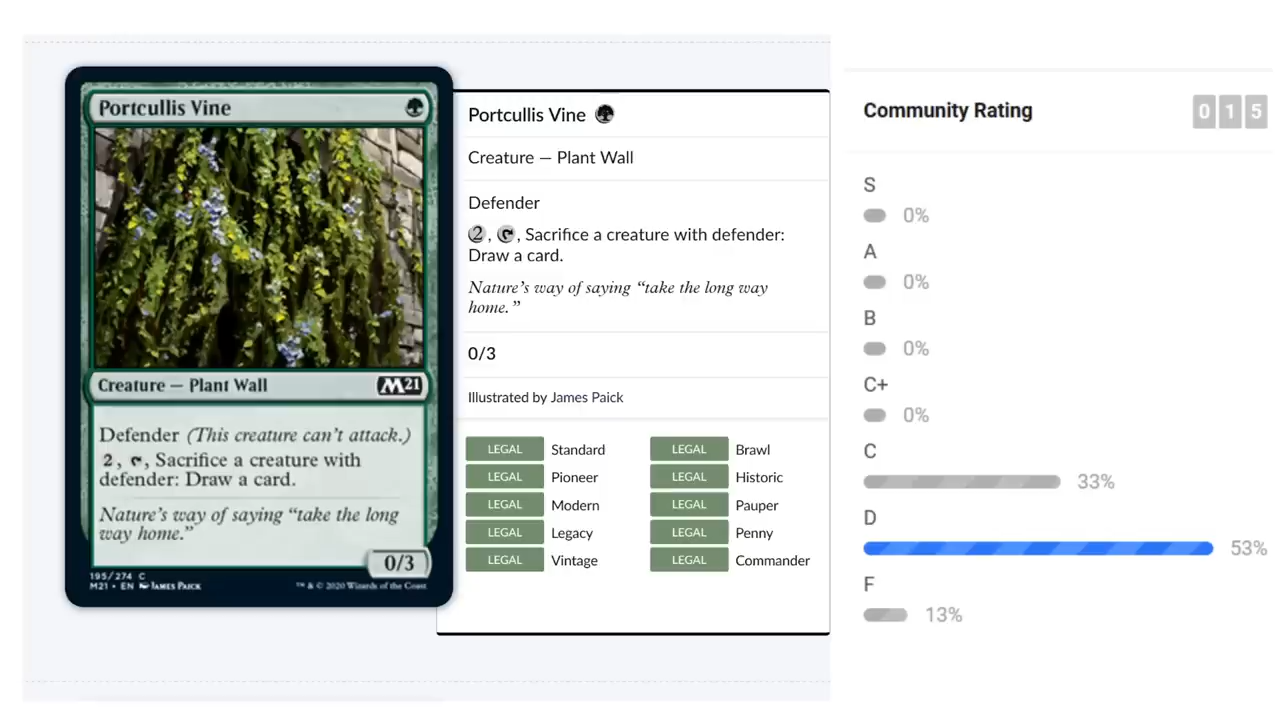 Portcullis Vine
Creature — Plant Wall
M21
Defender (This creature can't attack.)
2, , Sacrifice a creature with
defender: Draw a card.
Nature's way of saying “take the long
way home.”
0/3
195/274 C
M21 • EN JAMES PAICK
™ & © 2020 Wizards of the Coast
Portcullis Vine
Creature — Plant Wall
Defender
2, , Sacrifice a creature with defender:
Draw a card.
Nature's way of saying “take the long way
home.”
0/3
Illustrated by James Paick
LEGAL Standard LEGAL Brawl
LEGAL Pioneer LEGAL Historic
LEGAL Modern LEGAL Pauper
LEGAL Legacy LEGAL Penny
LEGAL Vintage LEGAL Commander
Community Rating 0 1 5
S
0%
A
0%
B
0%
C+
0%
C
33%
D
53%
F
13%